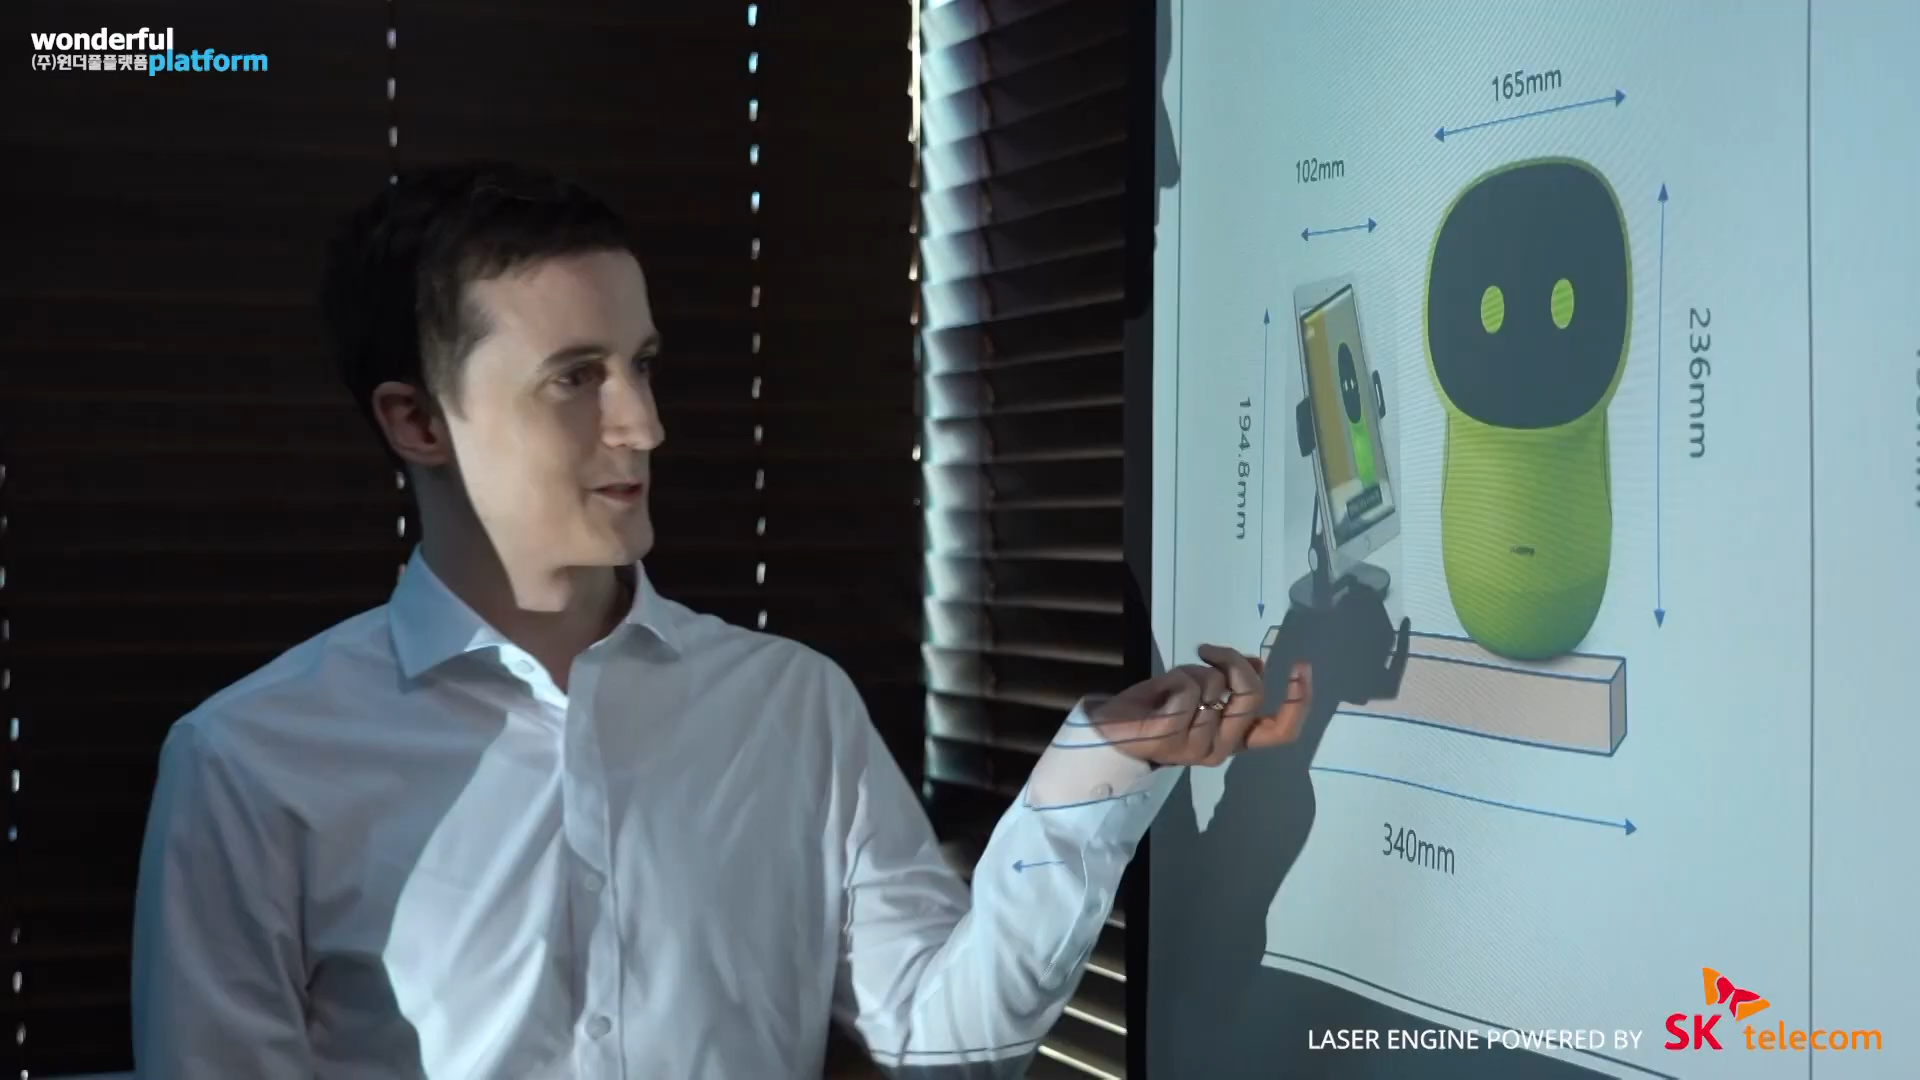 wonderful
(주)원더풀플랫폼platform
165mm
102mm
236mm
194.8mm
340mm
LASER ENGINE POWERED BY
SK telecom